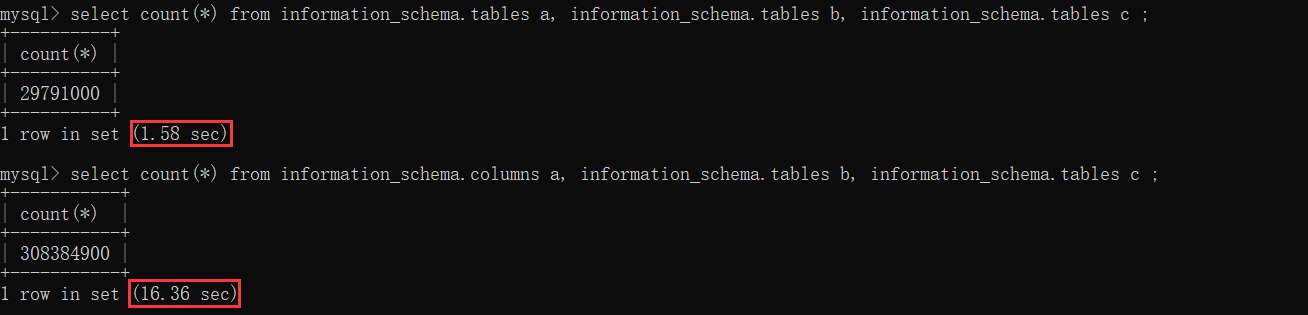 mysql> select count(*) from information_schema.tables a, information_schema.tables b, information_schema.tables c ;
+----------+
| count(*) |
+----------+
| 29791000 |
+----------+
1 row in set (1.58 sec)
mysql> select count(*) from information_schema.columns a, information_schema.tables b, information_schema.tables c ;
+-----------+
| count(*)  |
+-----------+
| 308384900 |
+-----------+
1 row in set (16.36 sec)